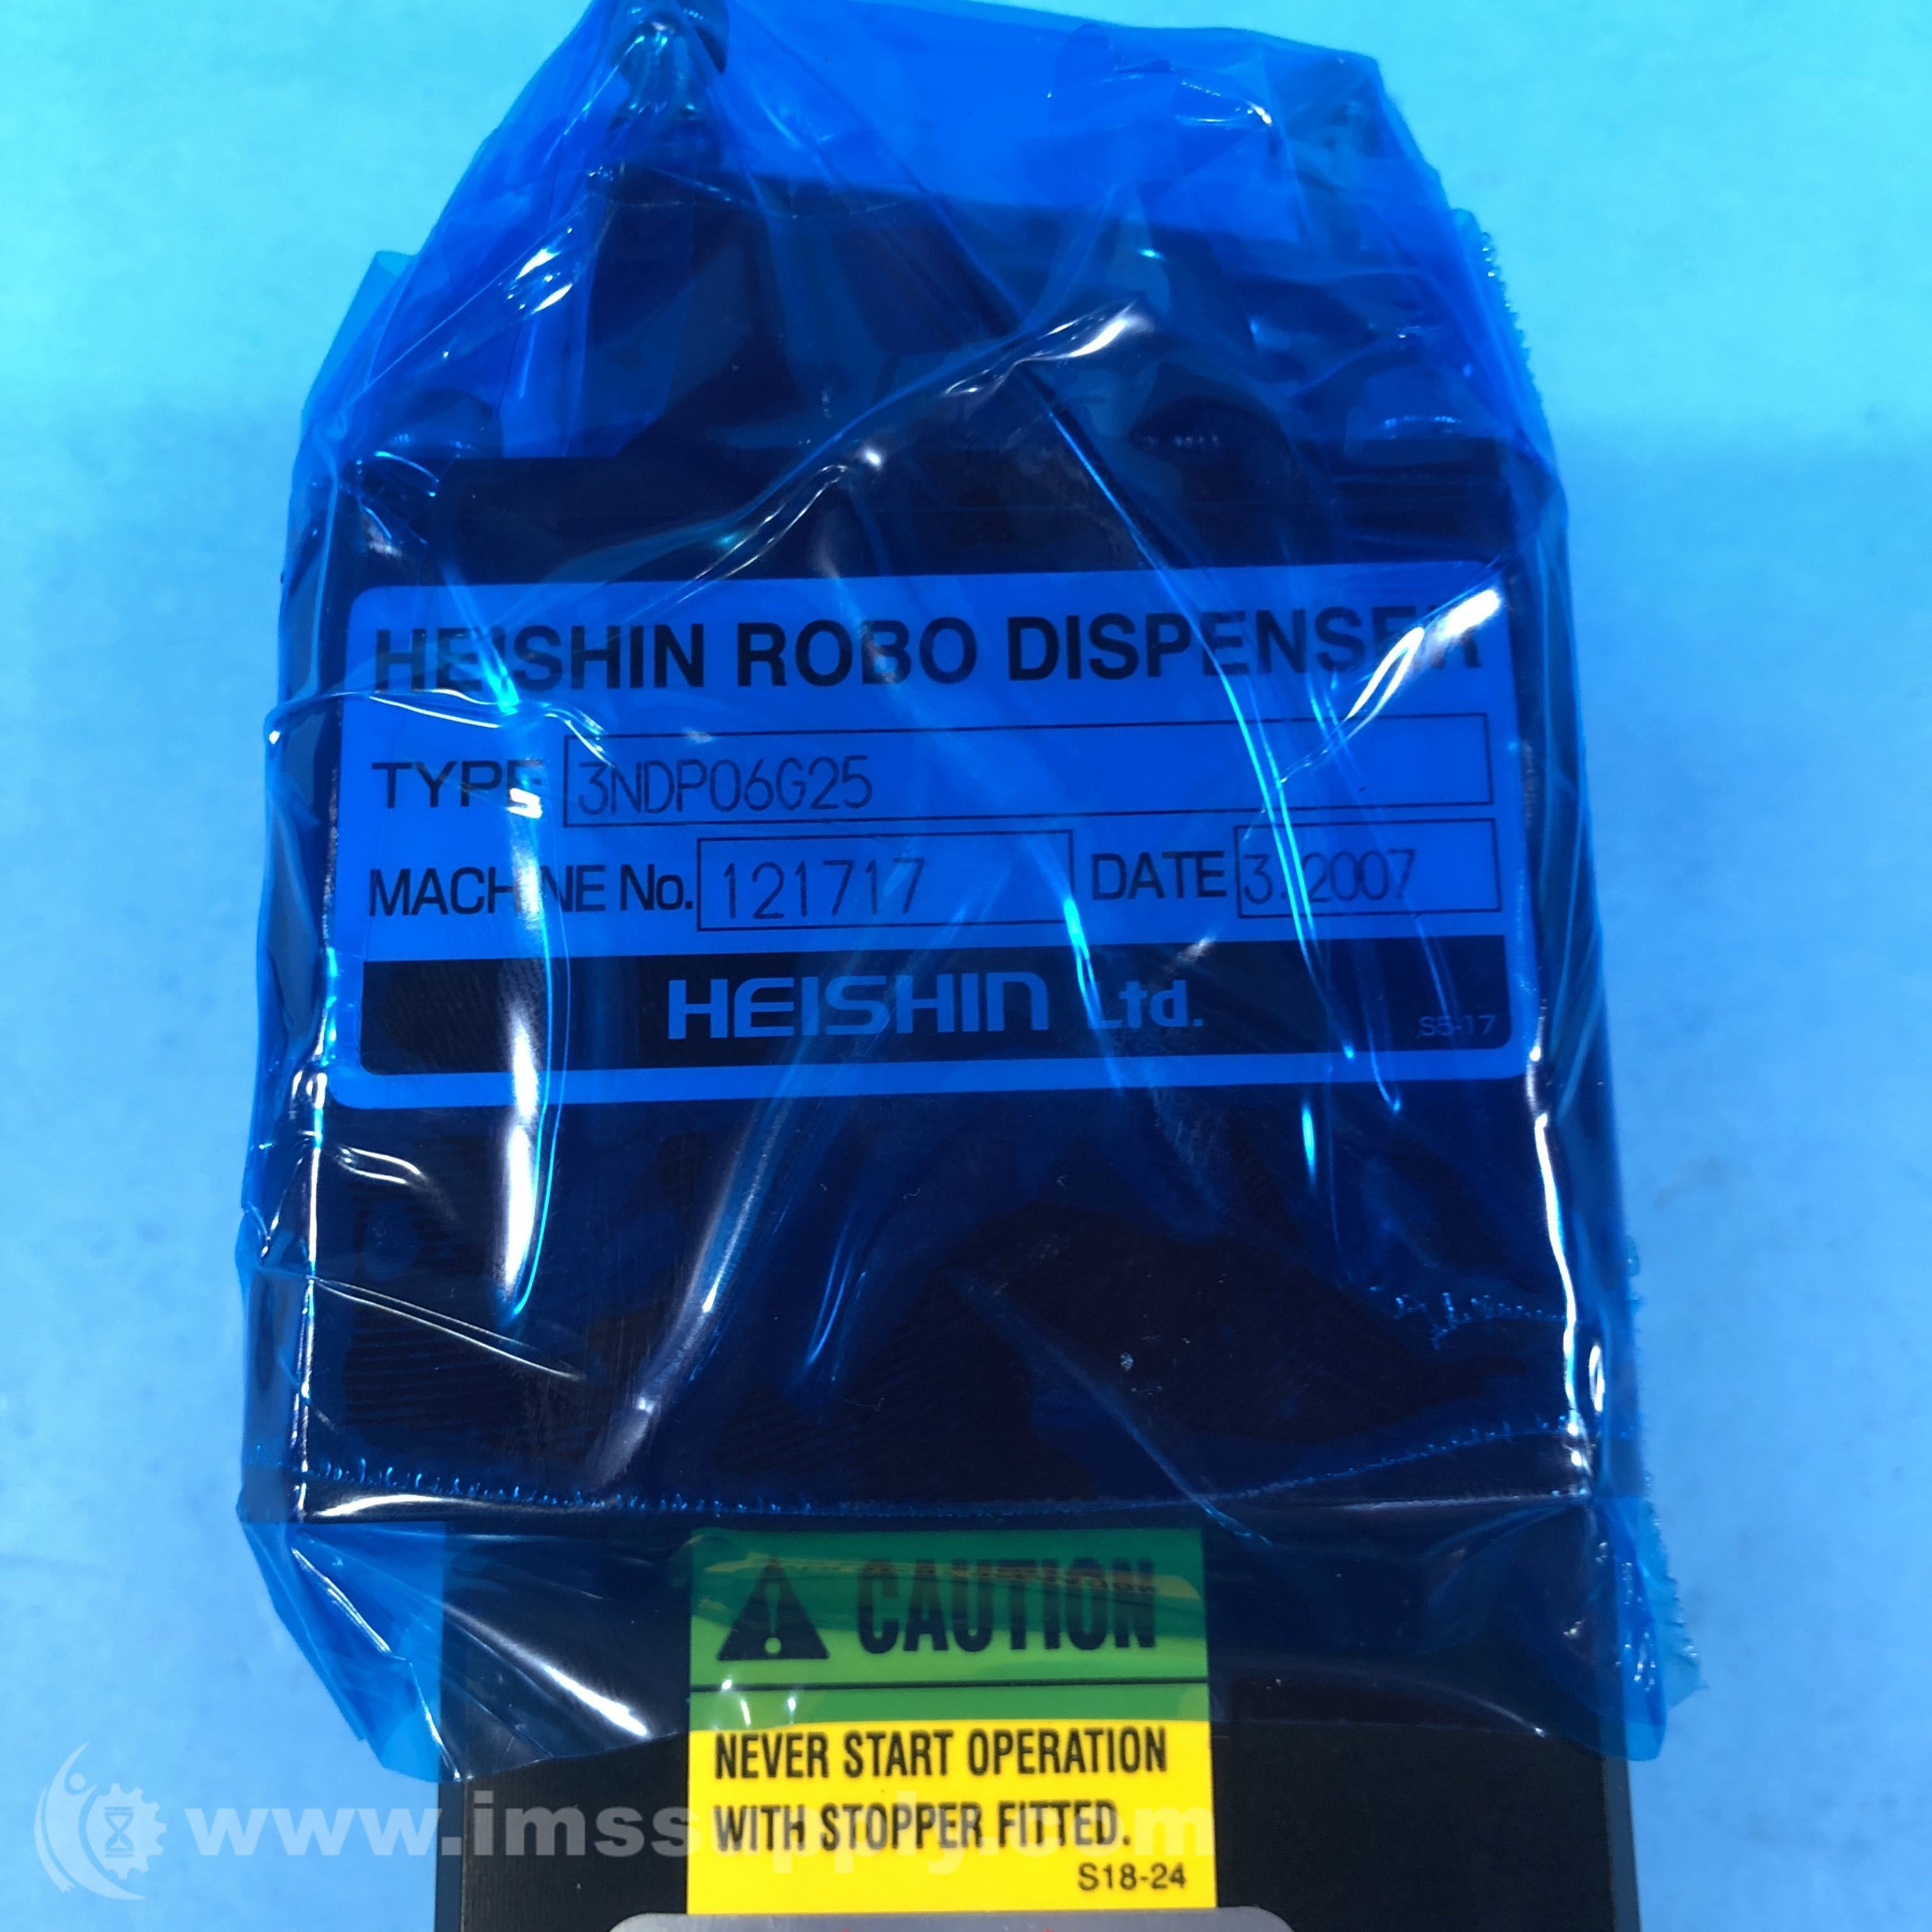 HEISHIN ROBO DISPENSER
TYPE 3NDP06G25
MACHINE No. 121717 DATE 3.2007
HEISHIN Ltd.
S5-17
CAUTION
NEVER START OPERATION
WITH STOPPER FITTED.
S18-24
www.imssupply.com